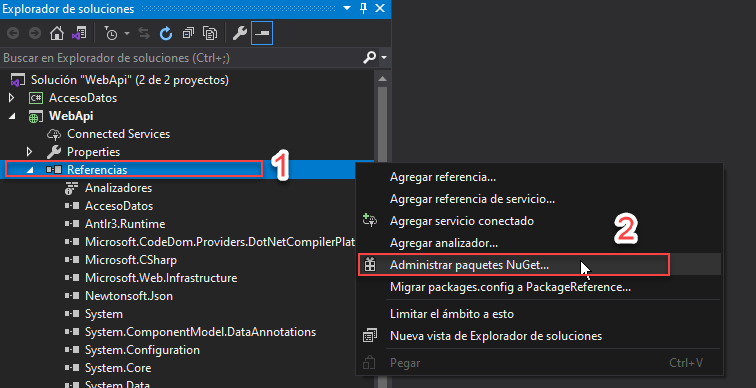 Explorador de soluciones
Buscar en Explorador de soluciones (Ctrl+;)
Solución "WebApi" (2 de 2 proyectos)
C# AccesoDatos
WebApi
Connected Services
Properties
Referencias
1
Analizadores
AccesoDatos
Antlr3.Runtime
Microsoft.CodeDom.Providers.DotNetCompilerPlat
Microsoft.CSharp
Microsoft.Web.Infrastructure
Newtonsoft.Json
System
System.ComponentModel.DataAnnotations
System.Configuration
System.Core
System.Data
Agregar referencia...
Agregar referencia de servicio...
Agregar servicio conectado
2
Agregar analizador...
Administrar paquetes NuGet...
Migrar packages.config a PackageReference...
Limitar el ámbito a esto
Nueva vista de Explorador de soluciones
Pegar Ctrl+V